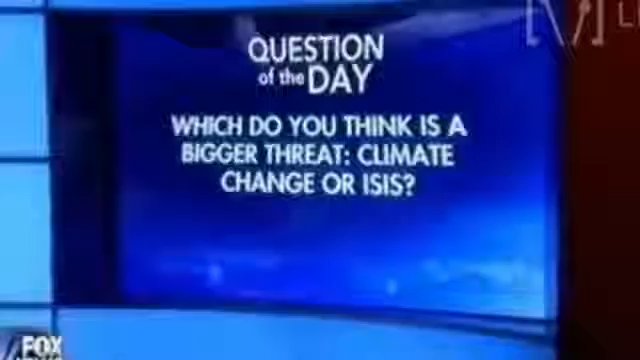 QUESTION
of the DAY
WHICH DO YOU THINK IS A
BIGGER THREAT: CLIMATE
CHANGE OR ISIS?
FOX